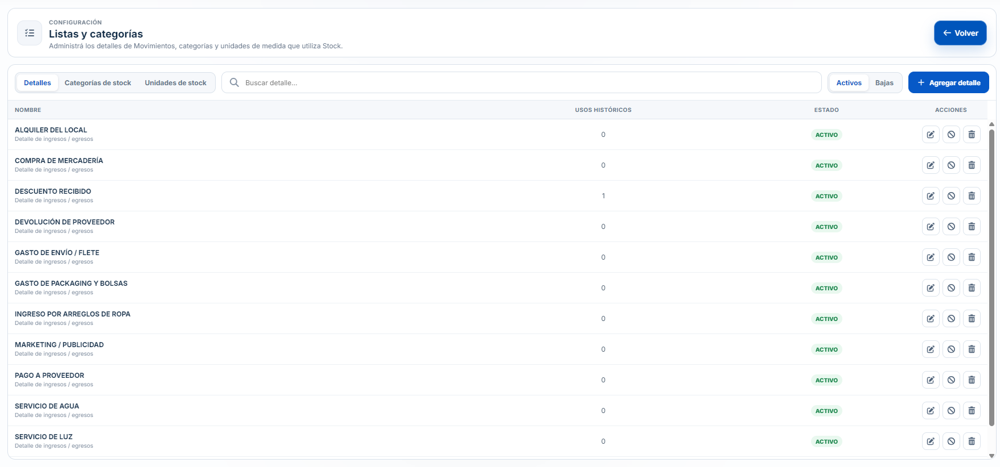 CONFIGURACIÓN
Listas y categorías
Administrá los detalles de Movimientos, categorías y unidades de medida que utiliza Stock.
Volver
Detalles Categorías de stock Unidades de stock Buscar detalle... Activos Bajas Agregar detalle
NOMBRE USOS HISTÓRICOS ESTADO ACCIONES
ALQUILER DEL LOCAL
Detalle de ingresos / egresos
0 ACTIVO
COMPRA DE MERCADERÍA
Detalle de ingresos / egresos
0 ACTIVO
DESCUENTO RECIBIDO
Detalle de ingresos / egresos
1 ACTIVO
DEVOLUCIÓN DE PROVEEDOR
Detalle de ingresos / egresos
0 ACTIVO
GASTO DE ENVÍO / FLETE
Detalle de ingresos / egresos
0 ACTIVO
GASTO DE PACKAGING Y BOLSAS
Detalle de ingresos / egresos
0 ACTIVO
INGRESO POR ARREGLOS DE ROPA
Detalle de ingresos / egresos
0 ACTIVO
MARKETING / PUBLICIDAD
Detalle de ingresos / egresos
0 ACTIVO
PAGO A PROVEEDOR
Detalle de ingresos / egresos
0 ACTIVO
SERVICIO DE AGUA
Detalle de ingresos / egresos
0 ACTIVO
SERVICIO DE LUZ
Detalle de ingresos / egresos
0 ACTIVO